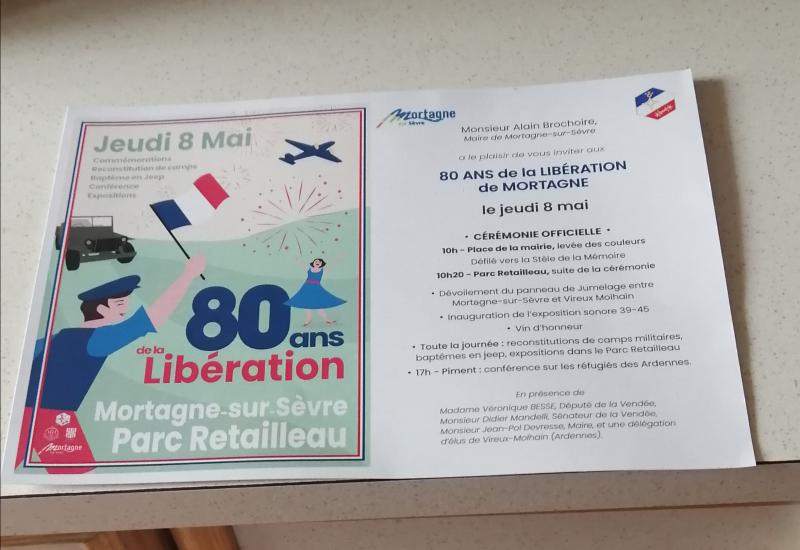 Jeudi 8 Mai
Commémorations
Reconstitution de camps
Baptême en Jeep
Conférence
Expositions
80 ans
de la
Libération
Mortagne-sur-Sèvre
Parc Retailleau
Mortagne
Mortagne
sur Sèvre
Monsieur Alain Brochoire,
Maire de Mortagne-sur-Sèvre
a le plaisir de vous inviter aux
80 ANS de la LIBÉRATION
de MORTAGNE
le jeudi 8 mai
• CÉRÉMONIE OFFICIELLE •
10h - Place de la mairie, levée des couleurs
Défilé vers la Stèle de la Mémoire
10h20 - Parc Retailleau, suite de la cérémonie
• Dévoilement du panneau de Jumelage entre
Mortagne-sur-Sèvre et Vireux Molhain
• Inauguration de l'exposition sonore 39-45
• Vin d'honneur
• Toute la journée : reconstitutions de camps militaires,
baptêmes en jeep, expositions dans le Parc Retailleau
• 17h - Piment : conférence sur les réfugiés des Ardennes.
En présence de
Madame Véronique BESSE, Député de la Vendée,
Monsieur Didier Mandelli, Sénateur de la Vendée,
Monsieur Jean-Pol Devresse, Maire, et une délégation
d'élus de Vireux-Molhain (Ardennes).